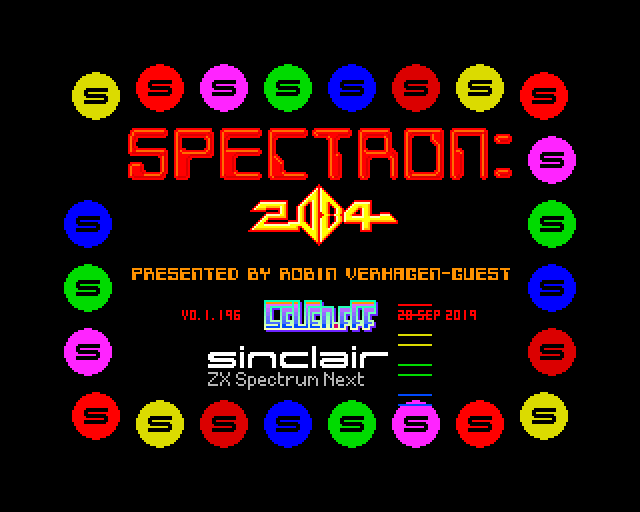 S S S S S S S S
SPECTRON:
2084
PRESENTED BY ROBIN VERHAGEN-GUEST
V0.1.196 SEVEN.FFF 28 SEP 2019
sinclair
ZX Spectrum Next
S S S S S S S S